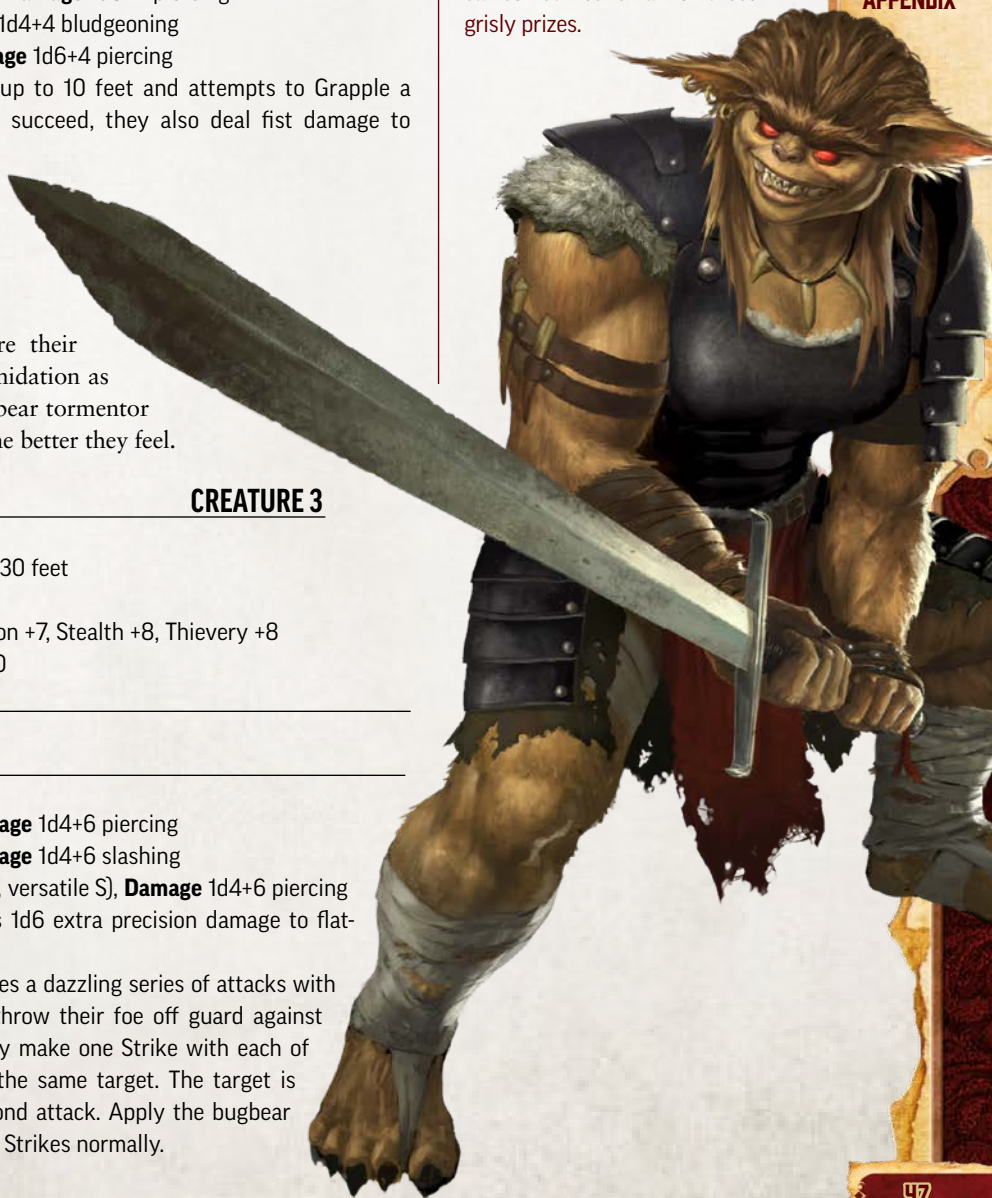 1d4+4 bludgeoning
age 1d6+4 piercing
up to 10 feet and attempts to Grapple a
succeed, they also deal fist damage to
re their
nidation as
bear tormentor
he better they feel.
CREATURE 3
30 feet
on +7, Stealth +8, Thievery +8
0
age 1d4+6 piercing
age 1d4+6 slashing
, versatile S), Damage 1d4+6 piercing
s 1d6 extra precision damage to flat-
es a dazzling series of attacks with
throw their foe off guard against
y make one Strike with each of
the same target. The target is
ond attack. Apply the bugbear
Strikes normally.
grisly prizes.
APPENDIX
47